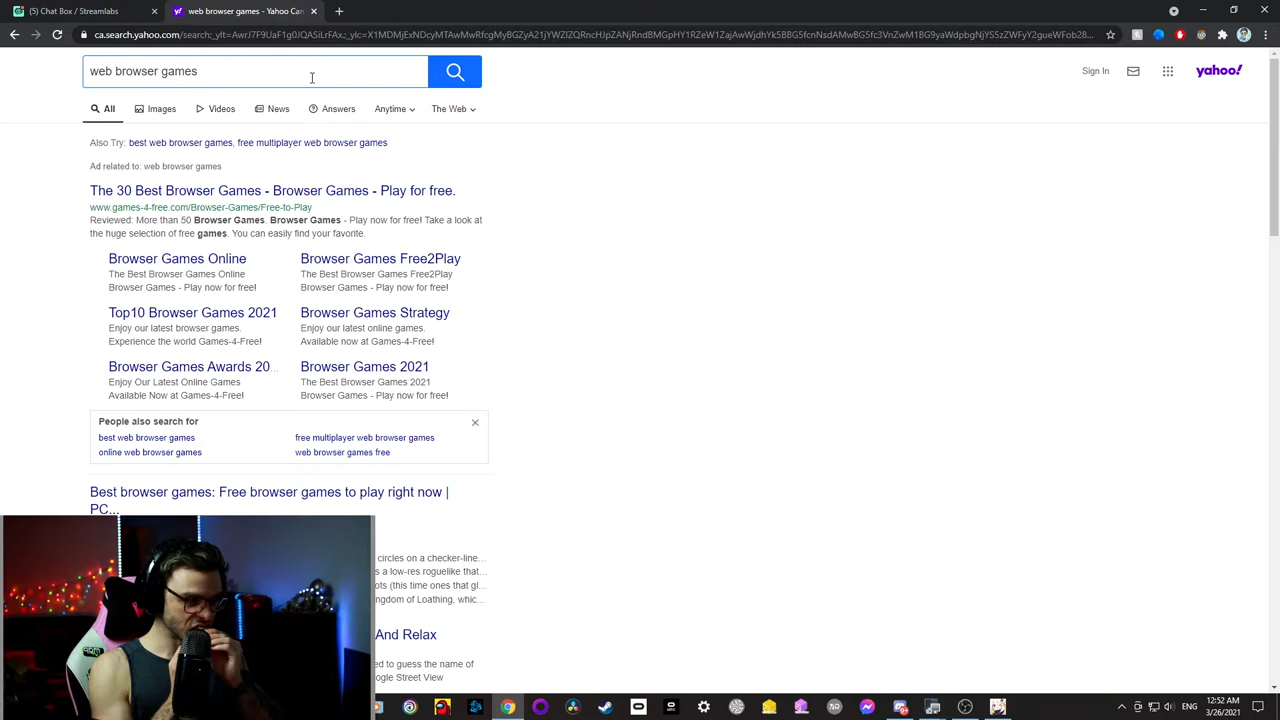 (1) Chat Box / Streamlabs
web browser games - Ya
ca.search.yahoo.com/search;_ylt=AwrJ7F9UaF1g0JQASiLrFAx.;_ylc=
web browser games
Sign In
yahoo!
All Images Videos News Answers Anytime The Web
Also Try: best web browser games, free multiplayer web browser games
Ad related to: web browser games
The 30 Best Browser Games - Browser Games - Play for free.
www.games-4-free.com/Browser-Games/Free-to-Play
Reviewed: More than 50 Browser Games. Browser Games - Play now for free! Take a look at
the huge selection of free games. You can easily find your favorite.
Browser Games Online
The Best Browser Games Online
Browser Games - Play now for free!
Browser Games Free2Play
The Best Browser Games Free2Play
Browser Games - Play now for free!
Top10 Browser Games 2021
Enjoy our latest browser games.
Experience the world Games-4-Free!
Browser Games Strategy
Enjoy our latest online games.
Available now at Games-4-Free!
Browser Games Awards 20...
Enjoy Our Latest Online Games
Available Now at Games-4-Free!
Browser Games 2021
The Best Browser Games 2021
Browser Games - Play now for free!
People also search for
best web browser games
free multiplayer web browser games
online web browser games
web browser games free
Best browser games: Free browser games to play right now |
PC...
circles on a checker-line...
s a low-res roguelike that...
ots (this time ones that gl...
ngdom of Loathing, whic...
And Relax
ed to guess the name of
ogle Street View
12:52 AM
3/26/2021